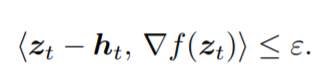 ⟨z_t − h_t, ∇f(z_t)⟩ ≤ ε.